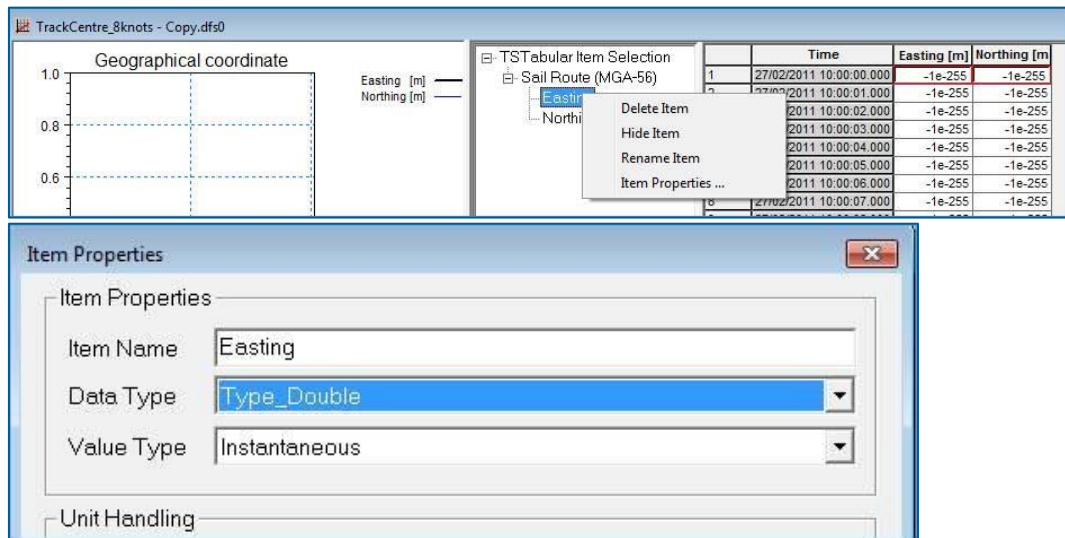 TrackCentre_8knots - Copy.dfs0
Geographical coordinate
1.0
0.8
0.6
Easting [m]
Northing [m]
TSTabular Item Selection
Sail Route (MGA-56)
Delete Item
Hide Item
Rename Item
Item Properties ...
Time Easting [m] Northing [m
1 27/02/2011 10:00:00.000 -1e-255 -1e-255
27/02/2011 10:00:01.000 -1e-255 -1e-255
/2011 10:00:02.000 -1e-255 -1e-255
/2011 10:00:03.000 -1e-255 -1e-255
/2011 10:00:04.000 -1e-255 -1e-255
/2011 10:00:05.000 -1e-255 -1e-255
/2011 10:00:06.000 -1e-255 -1e-255
8 27/02/2011 10:00:07.000 -1e-255 -1e-255
Item Properties
Item Properties
Item Name Easting
Data Type Type_Double
Value Type Instantaneous
Unit Handling